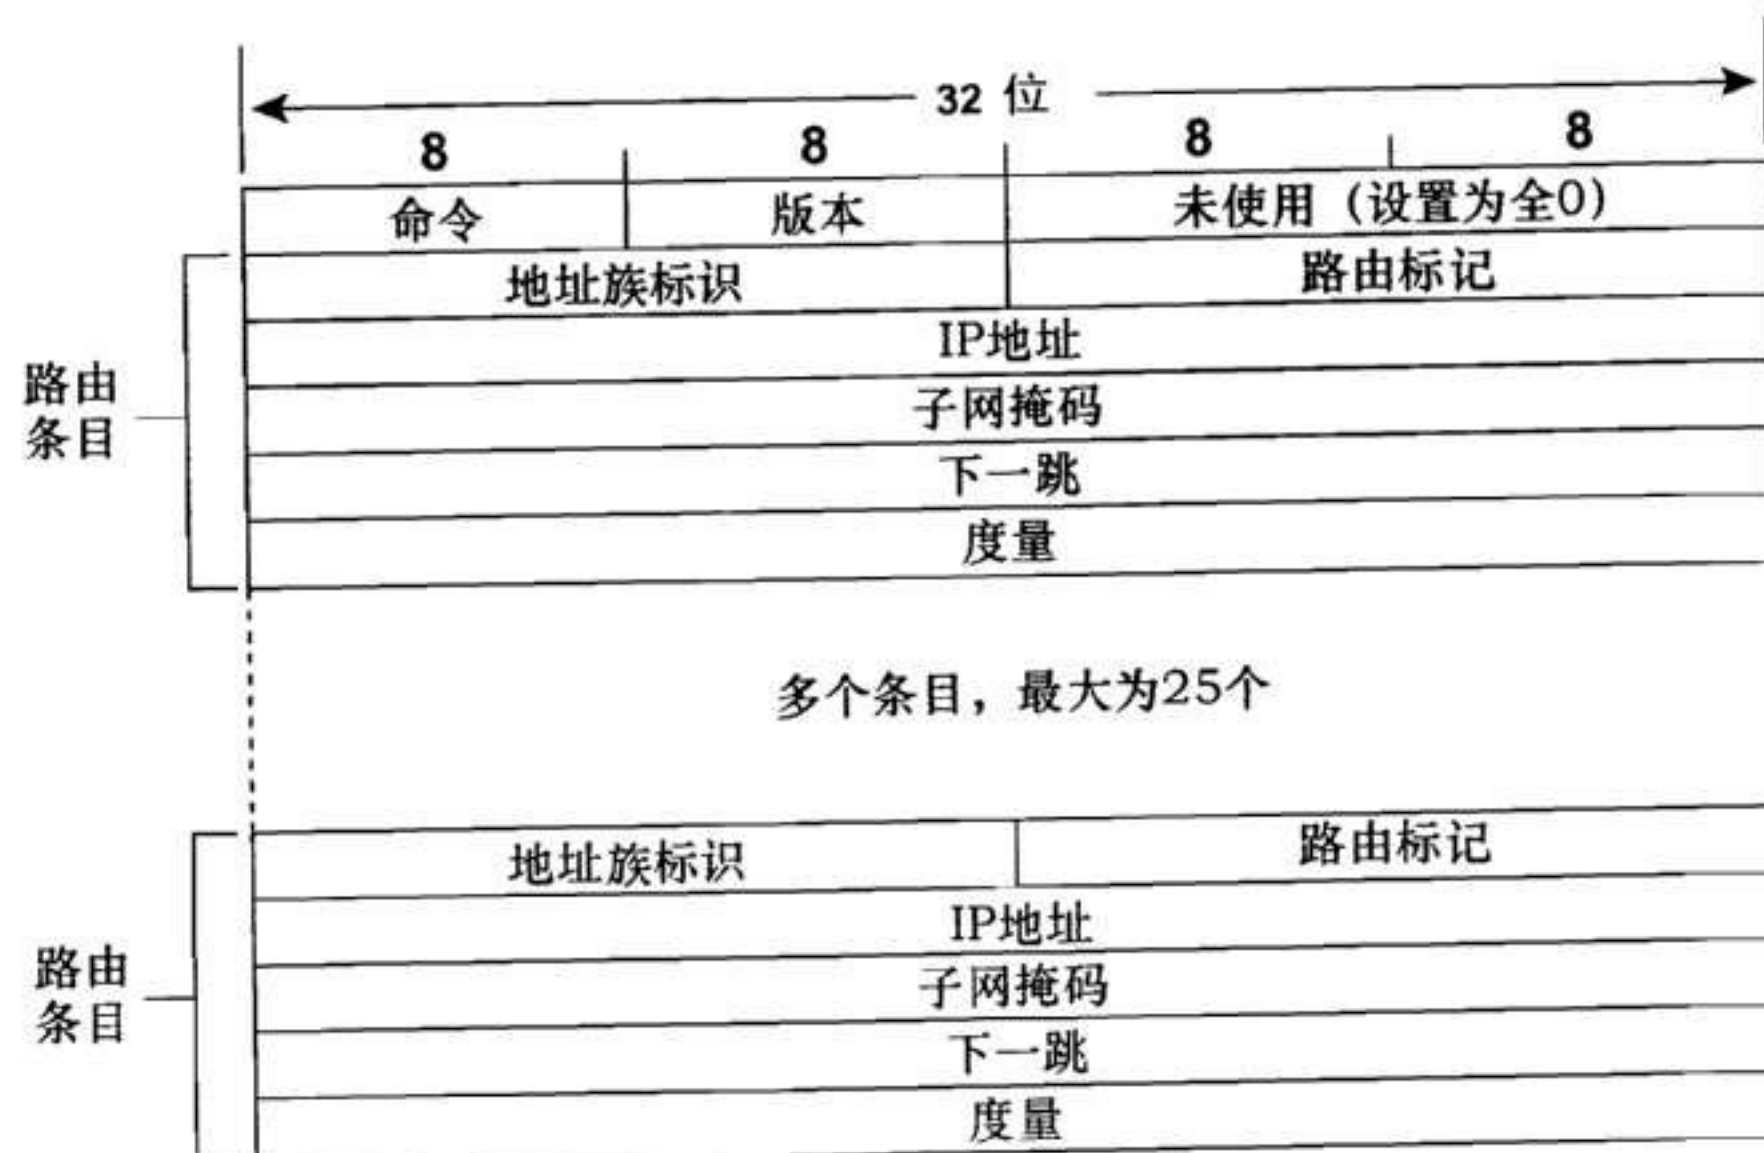 32 位
8 8 8 8
命令 版本 未使用（设置为全0）
地址族标识 路由标记
IP地址
子网掩码
下一跳
度量
路由
条目
多个条目，最大为25个
地址族标识 路由标记
IP地址
子网掩码
下一跳
度量
路由
条目